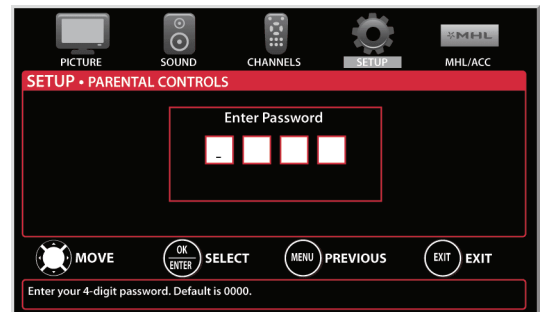 PICTURE SOUND CHANNELS SETUP MHL/ACC
MHL
SETUP • PARENTAL CONTROLS
Enter Password
-
MOVE OK ENTER SELECT MENU PREVIOUS EXIT EXIT
Enter your 4-digit password. Default is 0000.